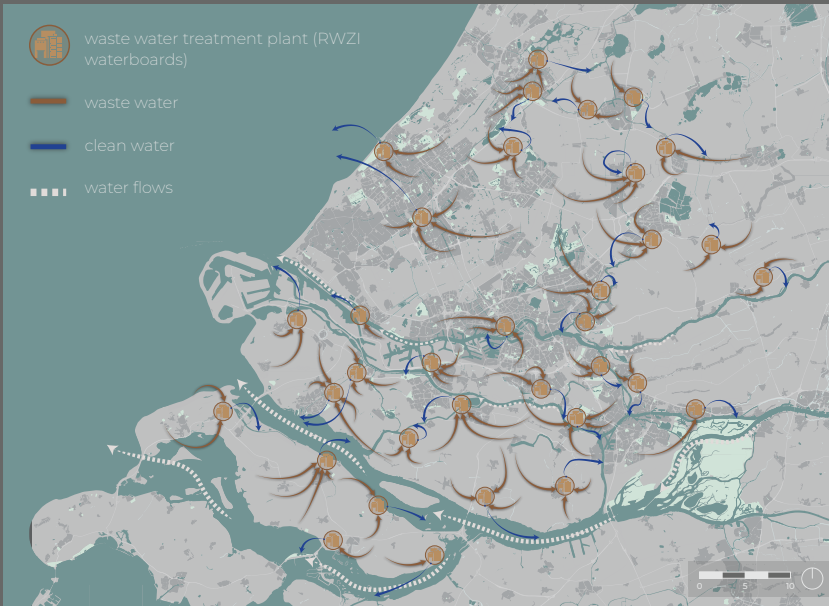 waste water treatment plant (RWZI
waterboards)
waste water
clean water
water flows
0 5 10